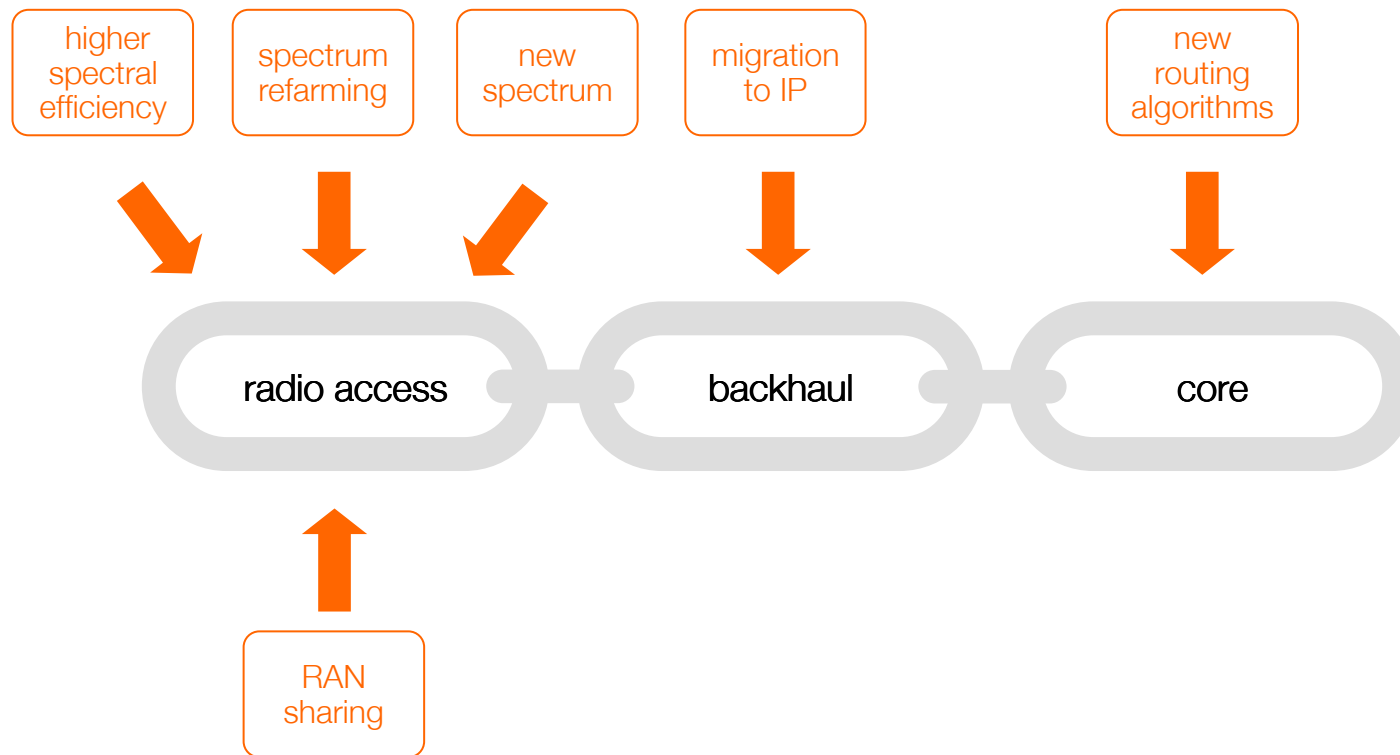 higher
spectral
efficiency
spectrum
refarming
new
spectrum
migration
to IP
new
routing
algorithms
radio access
backhaul
core
RAN
sharing